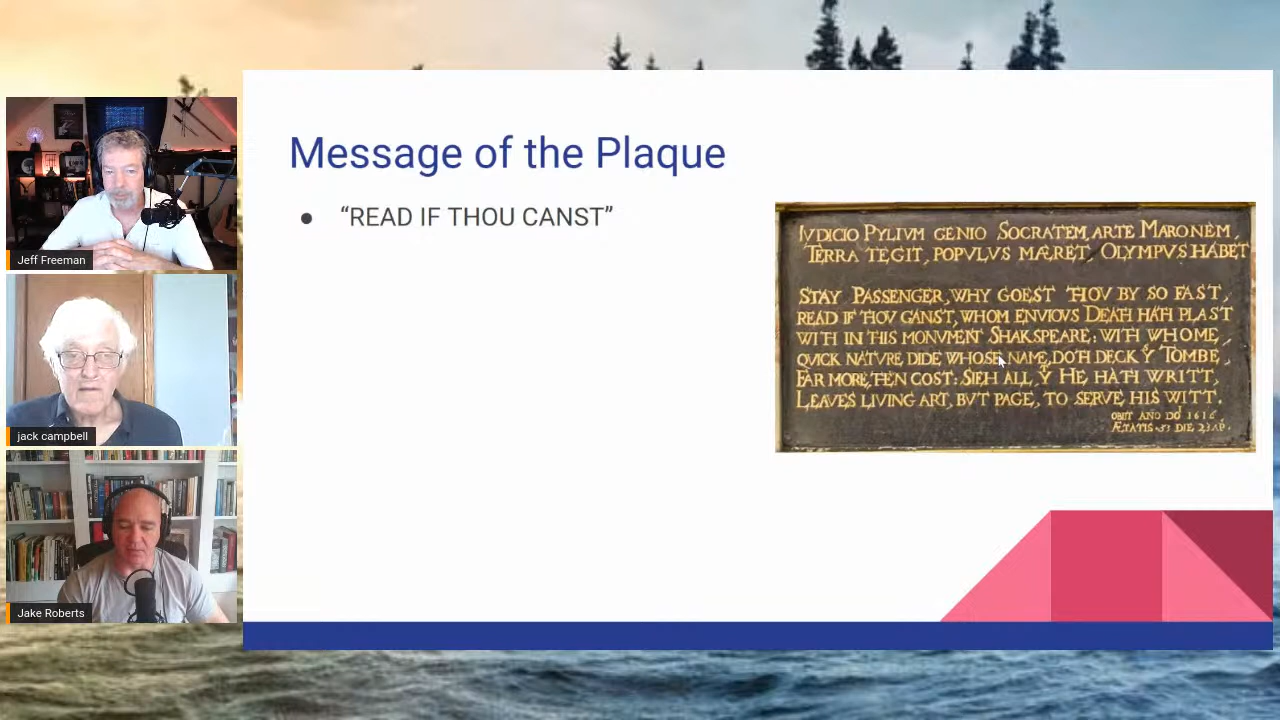 Jeff Freeman
jack campbell
Jake Roberts
Message of the Plaque
● “READ IF THOU CANST”
IVDICIO PYLIVM GENIO SOCRATEM, ARTE MARONEM,
TERRA TEGIT, POPVLVS MÆRET, OLYMPVS HABET
STAY PASSENGER, WHY GOEST THOV BY SO FAST,
READ IF THOV CANST, WHOM ENVIOVS DEATH HATH PLAST
WITH IN THIS MONVMENT SHAKSPEARE: WITH WHOME,
QVICK NATVRE DIDE WHOSE NAME, DOTH DECK Yͤ TOMBE,
FAR MORE, THEN COST: SIEH ALL, Yͭ HE HATH WRITT,
LEAVES LIVING ART, BVT PAGE, TO SERVE HIS WITT.
OBIIT AÑO DOⁱ 1616
ÆTATIS · 53 DIE 23 APᴿ.